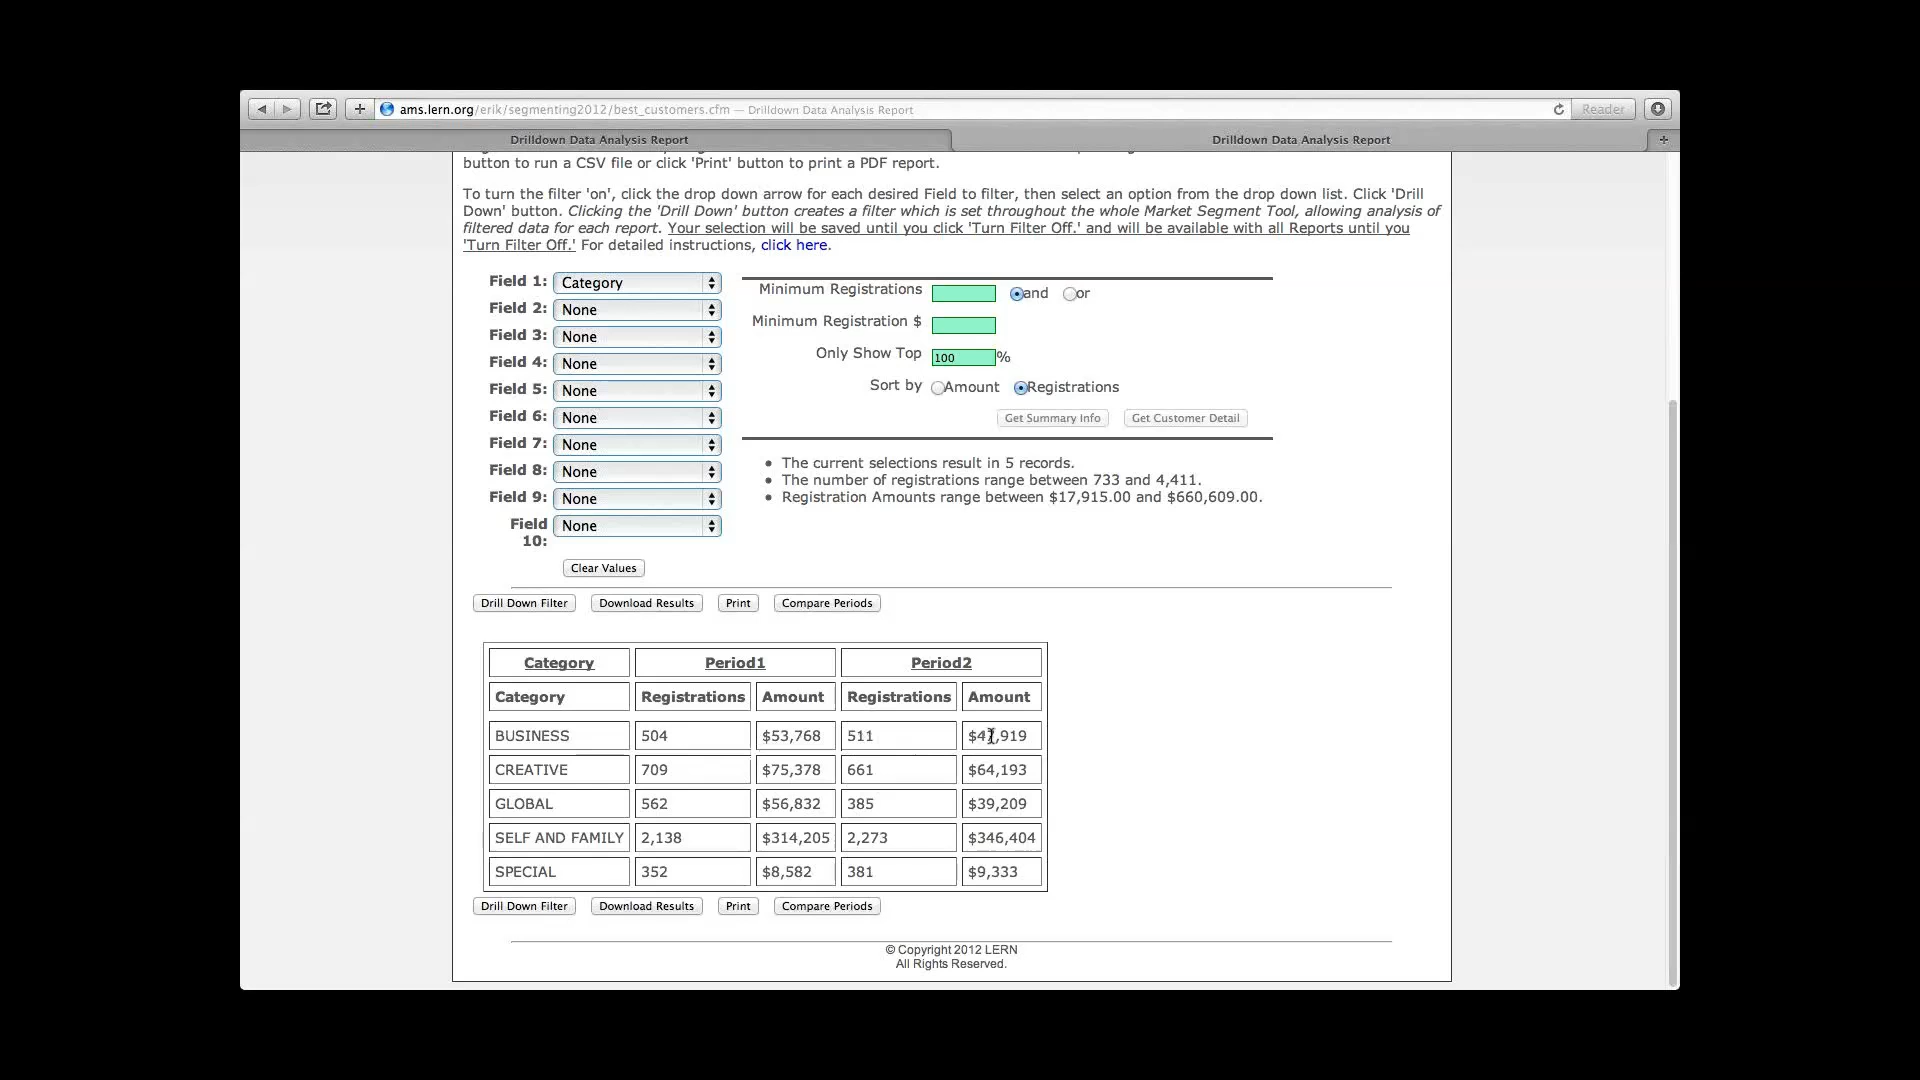 ams.lern.org/erik/segmenting2012/best_customers.cfm — Drilldown Data Analysis Report
Reader
Drilldown Data Analysis Report
Drilldown Data Analysis Report
button to run a CSV file or click 'Print' button to print a PDF report.
To turn the filter 'on', click the drop down arrow for each desired Field to filter, then select an option from the drop down list. Click 'Drill
Down' button. Clicking the 'Drill Down' button creates a filter which is set throughout the whole Market Segment Tool, allowing analysis of
filtered data for each report. Your selection will be saved until you click 'Turn Filter Off.' and will be available with all Reports until you
'Turn Filter Off.' For detailed instructions, click here.
Field 1: Category
Field 2: None
Field 3: None
Field 4: None
Field 5: None
Field 6: None
Field 7: None
Field 8: None
Field 9: None
Field 10: None
Clear Values
Minimum Registrations and or
Minimum Registration $
Only Show Top 100 %
Sort by Amount Registrations
Get Summary Info Get Customer Detail
• The current selections result in 5 records.
• The number of registrations range between 733 and 4,411.
• Registration Amounts range between $17,915.00 and $660,609.00.
Drill Down Filter Download Results Print Compare Periods
Category Period1 Period2
Category Registrations Amount Registrations Amount
BUSINESS 504 $53,768 511
CREATIVE 709 $75,378 661 $64,193
GLOBAL 562 $56,832 385 $39,209
SELF AND FAMILY 2,138 $314,205 2,273 $346,404
SPECIAL 352 $8,582 381 $9,333
Drill Down Filter Download Results Print Compare Periods
© Copyright 2012 LERN
All Rights Reserved.